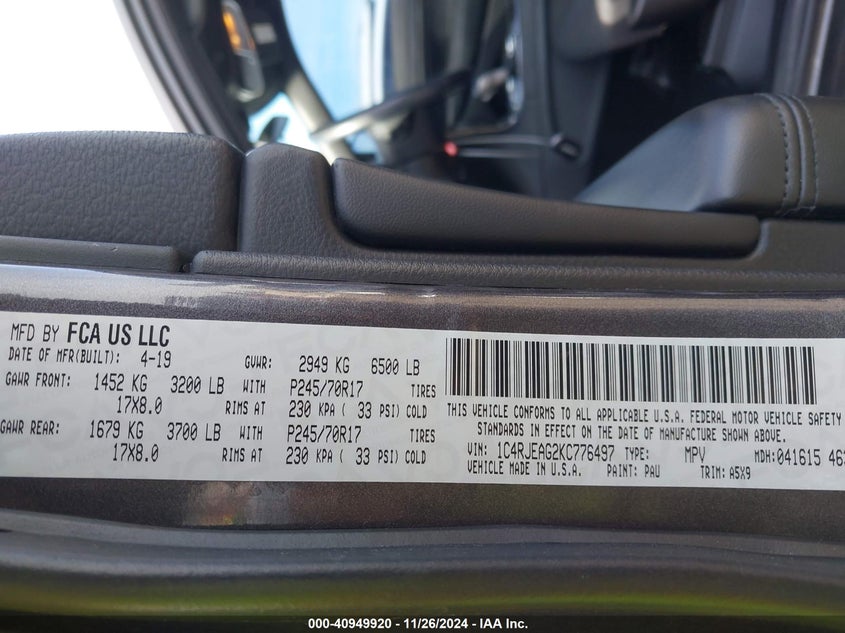 MFD BY FCA US LLC
DATE OF MFR(BUILT): 4-19 GVWR: 2949 KG 6500 LB
GAWR FRONT: 1452 KG 3200 LB WITH P245/70R17 TIRES
17X8.0 RIMS AT 230 KPA ( 33 PSI) COLD
GAWR REAR: 1679 KG 3700 LB WITH P245/70R17 TIRES
17X8.0 RIMS AT 230 KPA ( 33 PSI) COLD
THIS VEHICLE CONFORMS TO ALL APPLICABLE U.S.A. FEDERAL MOTOR VEHICLE SAFETY
STANDARDS IN EFFECT ON THE DATE OF MANUFACTURE SHOWN ABOVE.
VIN: 1C4RJEAG2KC776497 TYPE: MPV MDH:041615
VEHICLE MADE IN U.S.A. PAINT: PAU TRIM: A5X9
000-40949920 - 11/26/2024 - IAA Inc.